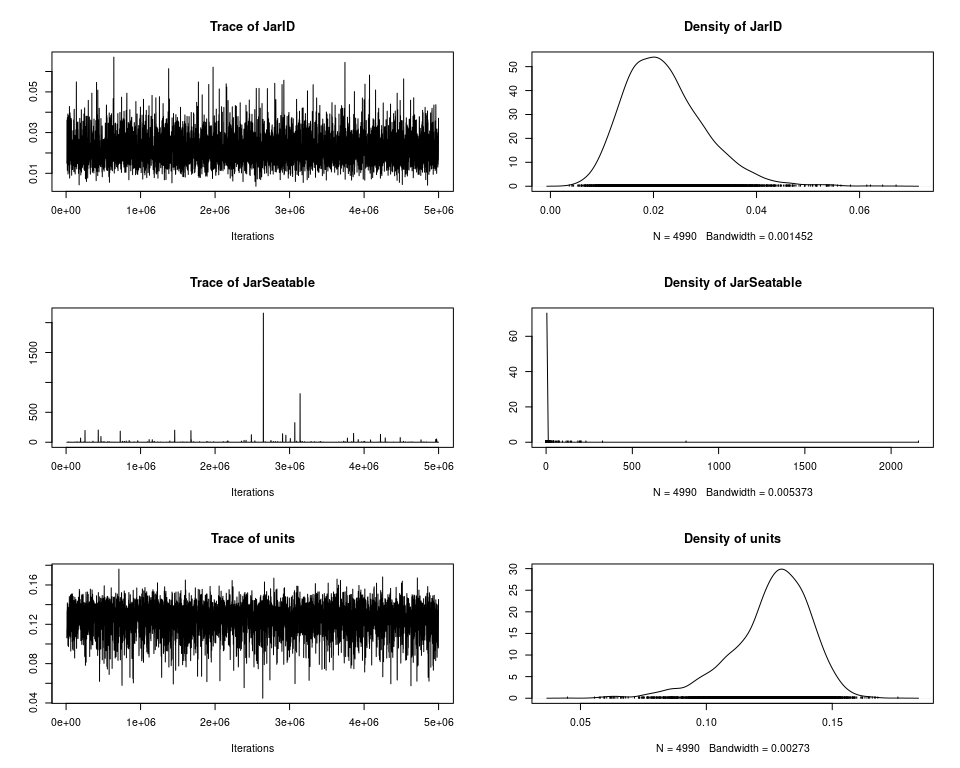 Trace of JarID
Density of JarID
0.01 0.03 0.05
0e+00 1e+06 2e+06 3e+06 4e+06 5e+06
Iterations
0 10 20 30 40 50
0.00 0.02 0.04 0.06
N = 4990 Bandwidth = 0.001452
Trace of JarSeatable
Density of JarSeatable
0 500 1500
0e+00 1e+06 2e+06 3e+06 4e+06 5e+06
Iterations
0 20 40 60
0 500 1000 1500 2000
N = 4990 Bandwidth = 0.005373
Trace of units
Density of units
0.04 0.08 0.12 0.16
0e+00 1e+06 2e+06 3e+06 4e+06 5e+06
Iterations
0 5 10 15 20 25 30
0.05 0.10 0.15
N = 4990 Bandwidth = 0.00273